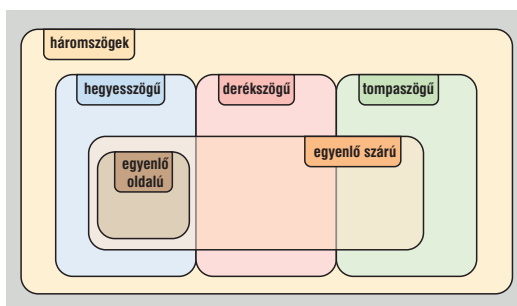 háromszögek
hegyesszögű
derékszögű
tompaszögű
egyenlő szárú
egyenlő
oldalú